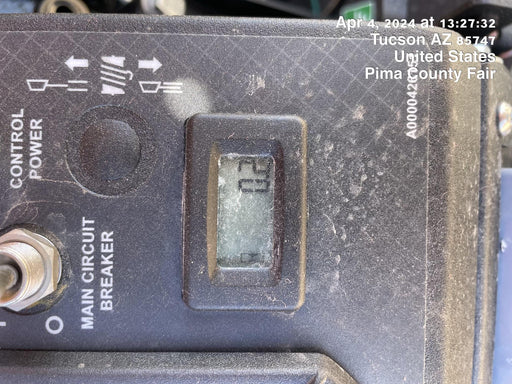 Apr 4, 2024 at 13:27:32
Tucson AZ 85747
United States
Pima County Fair
CONTROL
POWER
MAIN CIRCUIT
BREAKER
O